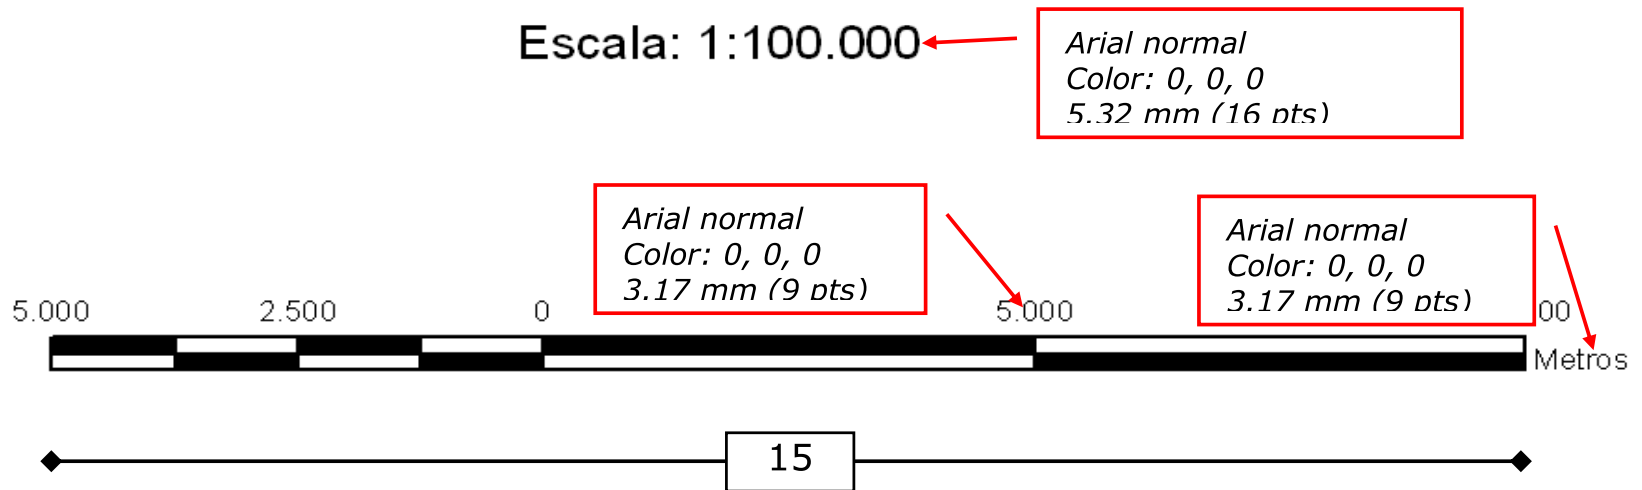 Escala: 1:100.000
Arial normal
Color: 0, 0, 0
5.32 mm (16 pts)
Arial normal
Color: 0, 0, 0
3.17 mm (9 pts)
Arial normal
Color: 0, 0, 0
3.17 mm (9 pts)
5.000 2.500 0 5.000 00
Metros
15